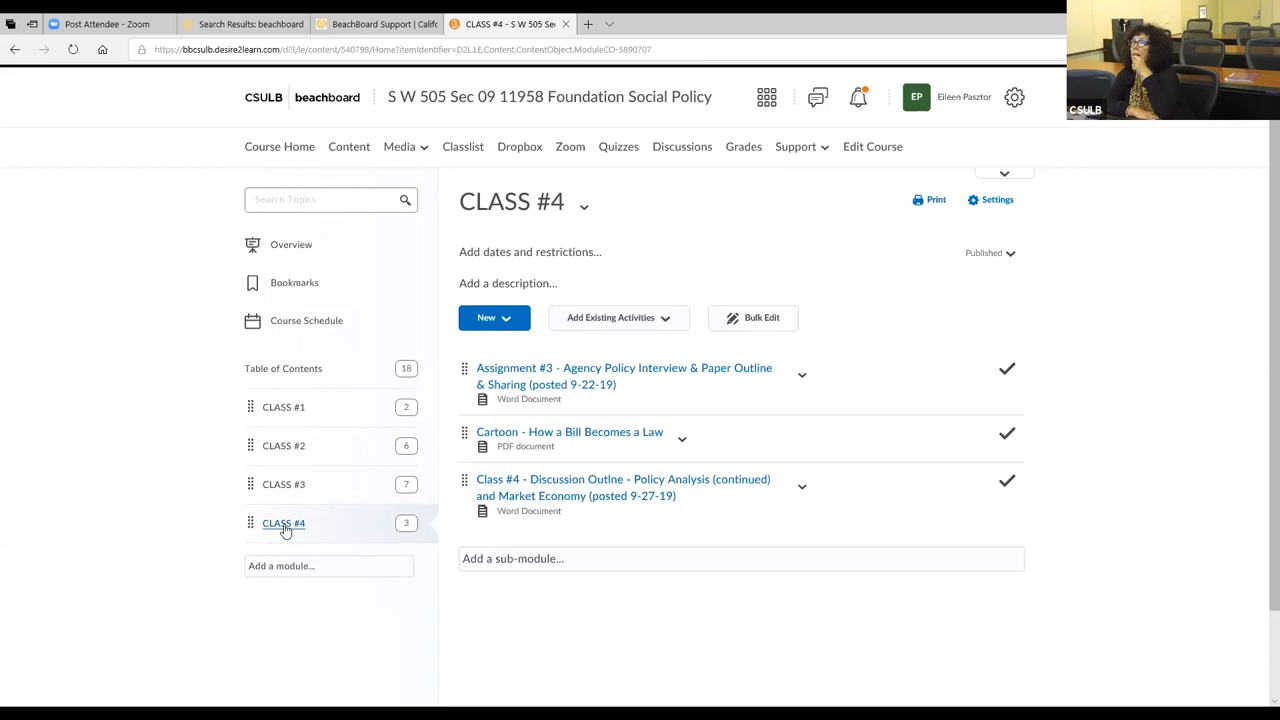 Post Attendee - Zoom
Search Results: beachboard
BeachBoard Support | Califo
CLASS #4 - S W 505 Sec
https://bbcsulb.desire2learn.com/d2l/le/content/540798/Home?itemIdentifier=D2L.LE.Content.ContentObject.ModuleCO-5890707
CSULB
CSULB | beachboard
S W 505 Sec 09 11958 Foundation Social Policy
EP
Eileen Pasztor
Course Home
Content
Media
Classlist
Dropbox
Zoom
Quizzes
Discussions
Grades
Support
Edit Course
Search Topics
Overview
Bookmarks
Course Schedule
Table of Contents
18
CLASS #1
2
CLASS #2
6
CLASS #3
7
CLASS #4
3
Add a module...
CLASS #4
Print
Settings
Add dates and restrictions...
Published
Add a description...
New
Add Existing Activities
Bulk Edit
Assignment #3 - Agency Policy Interview & Paper Outline
& Sharing (posted 9-22-19)
Word Document
Cartoon - How a Bill Becomes a Law
PDF document
Class #4 - Discussion Outlne - Policy Analysis (continued)
and Market Economy (posted 9-27-19)
Word Document
Add a sub-module...